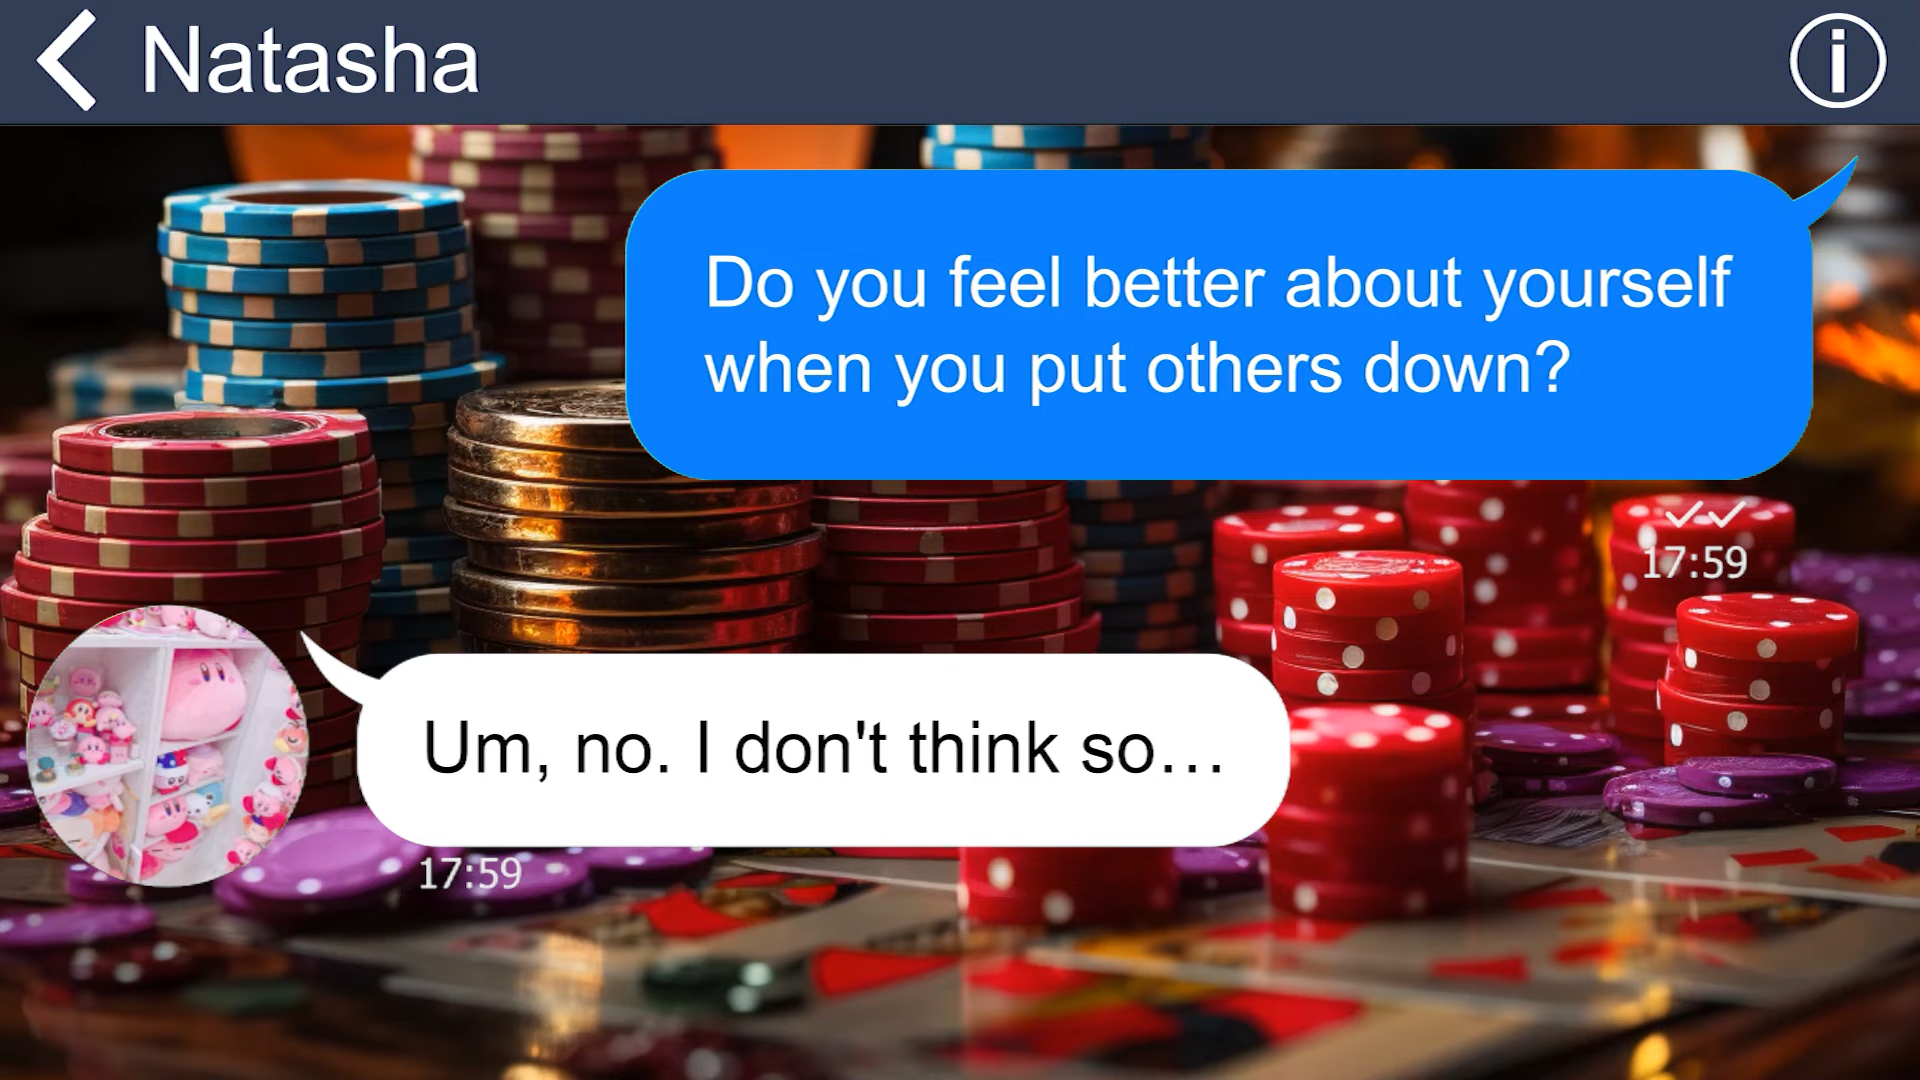 Natasha
Do you feel better about yourself
when you put others down?
17:59
Um, no. I don't think so…
17:59